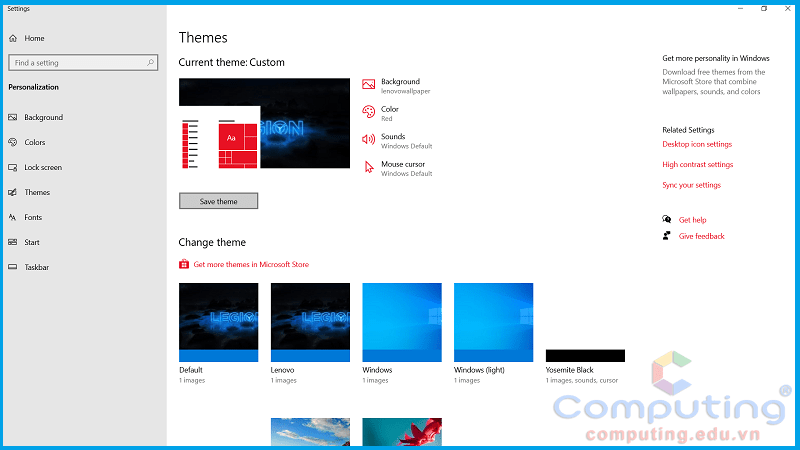 Settings
Home
Find a setting
Personalization
Background
Colors
Lock screen
Themes
Fonts
Start
Taskbar
Themes
Current theme: Custom
LEGION
Aa
Background
lenovowallpaper
Color
Red
Sounds
Windows Default
Mouse cursor
Windows Default
Save theme
Change theme
Get more themes in Microsoft Store
LEGION
LEGION
Default
1 images
Lenovo
1 images
Windows
1 images
Windows (light)
1 images
Yosemite Black
1 images, sounds, cursor
Get more personality in Windows
Download free themes from the
Microsoft Store that combine
wallpapers, sounds, and colors
Related Settings
Desktop icon settings
High contrast settings
Sync your settings
Get help
Give feedback
Computing®
computing.edu.vn